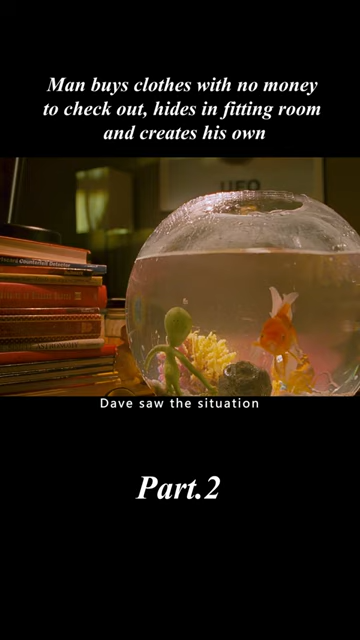 Man buys clothes with no money
to check out, hides in fitting room
and creates his own
UFO
Dave saw the situation
Part.2